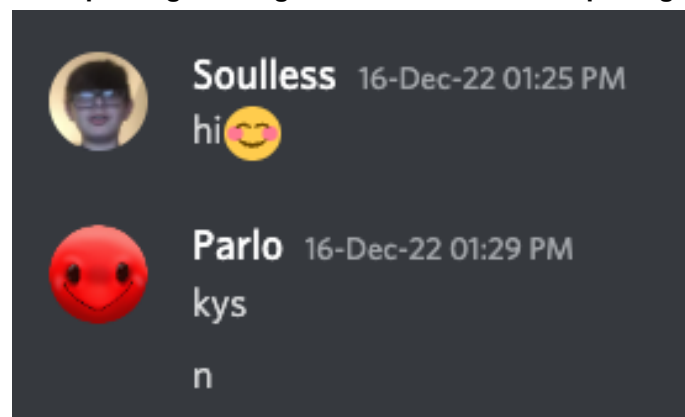 Soulless 16-Dec-22 01:25 PM
hi😊
Parlo 16-Dec-22 01:29 PM
kys
n